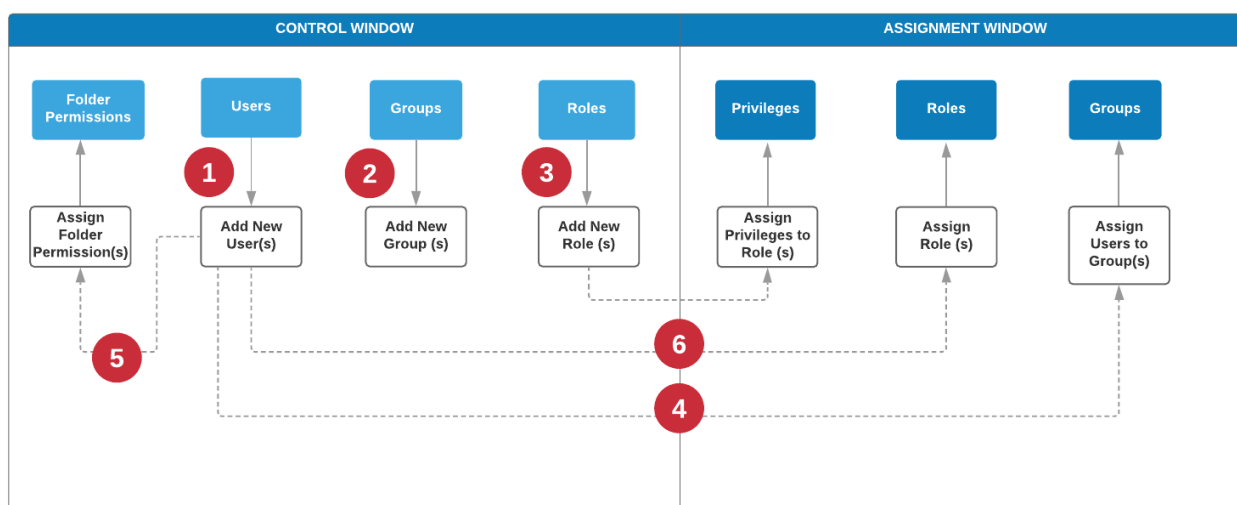 CONTROL WINDOW
ASSIGNMENT WINDOW
Folder
Permissions
Users
Groups
Roles
Privileges
Roles
Groups
1
2
3
Assign
Folder
Permission(s)
Add New
User(s)
Add New
Group (s)
Add New
Role (s)
Assign
Privileges to
Role (s)
Assign
Role (s)
Assign
Users to
Group(s)
5
6
4